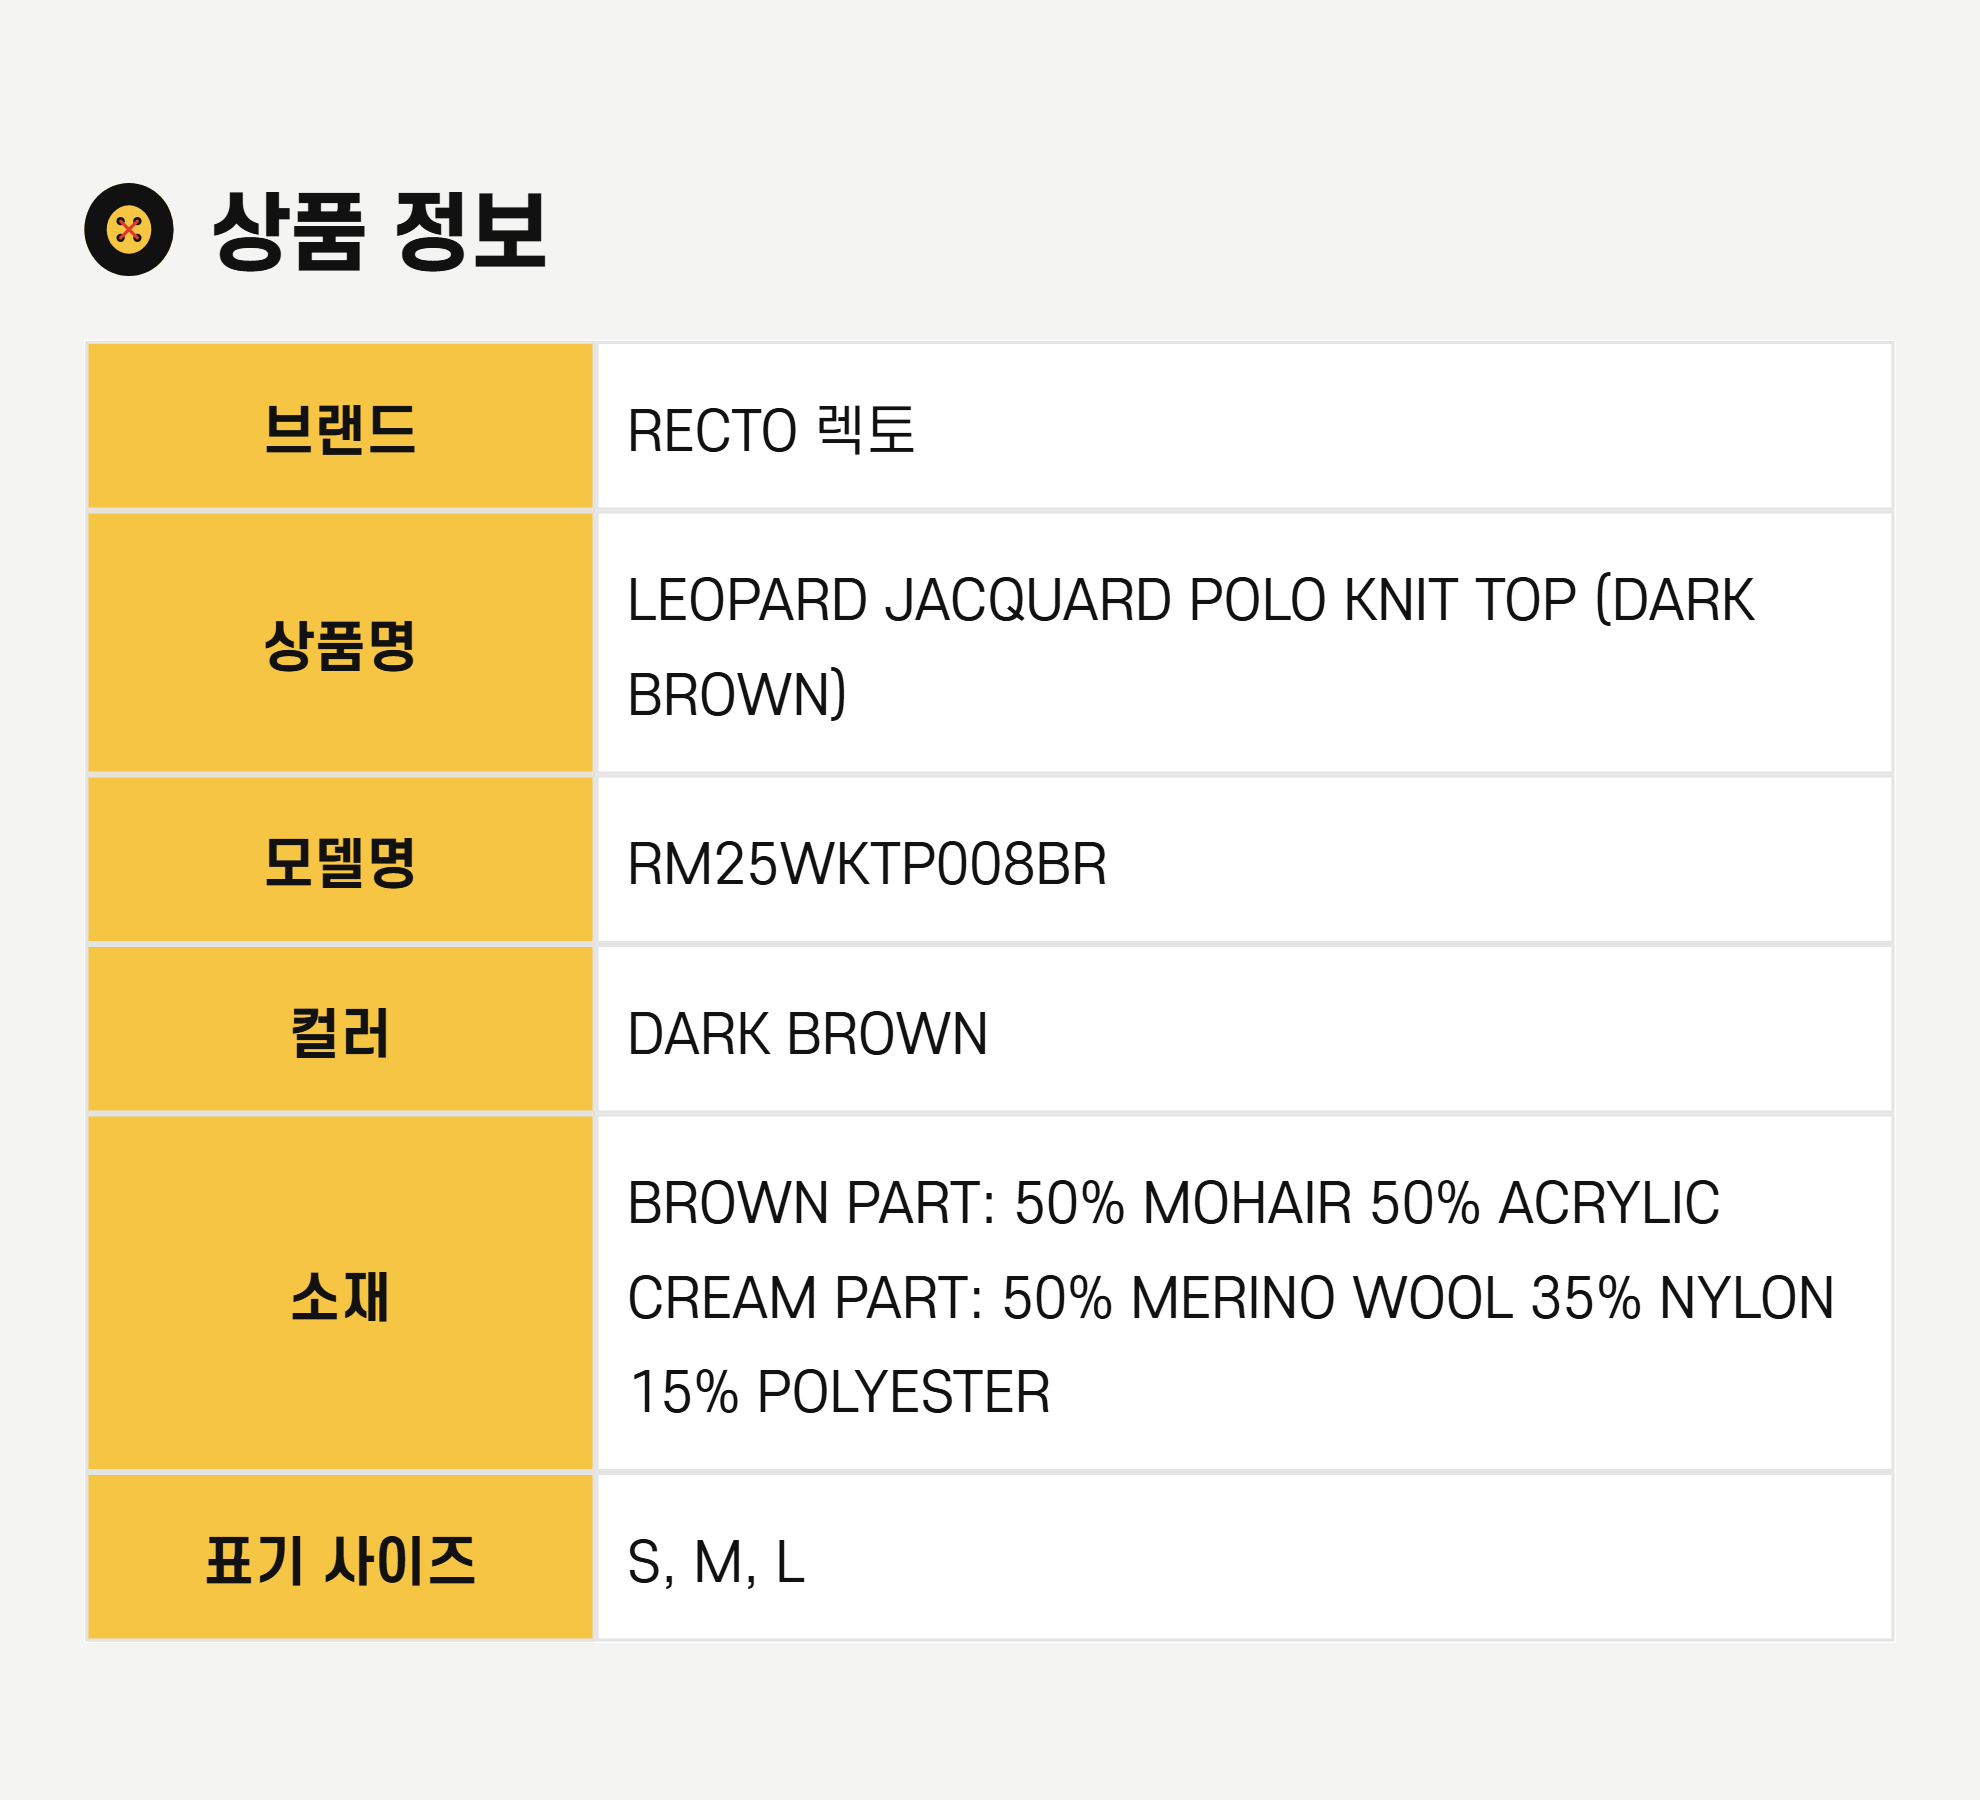 상품 정보
브랜드
RECTO 렉토
상품명
LEOPARD JACQUARD POLO KNIT TOP (DARK
BROWN)
모델명
RM25WKTP008BR
컬러
DARK BROWN
소재
BROWN PART: 50% MOHAIR 50% ACRYLIC
CREAM PART: 50% MERINO WOOL 35% NYLON
15% POLYESTER
표기 사이즈
S, M, L